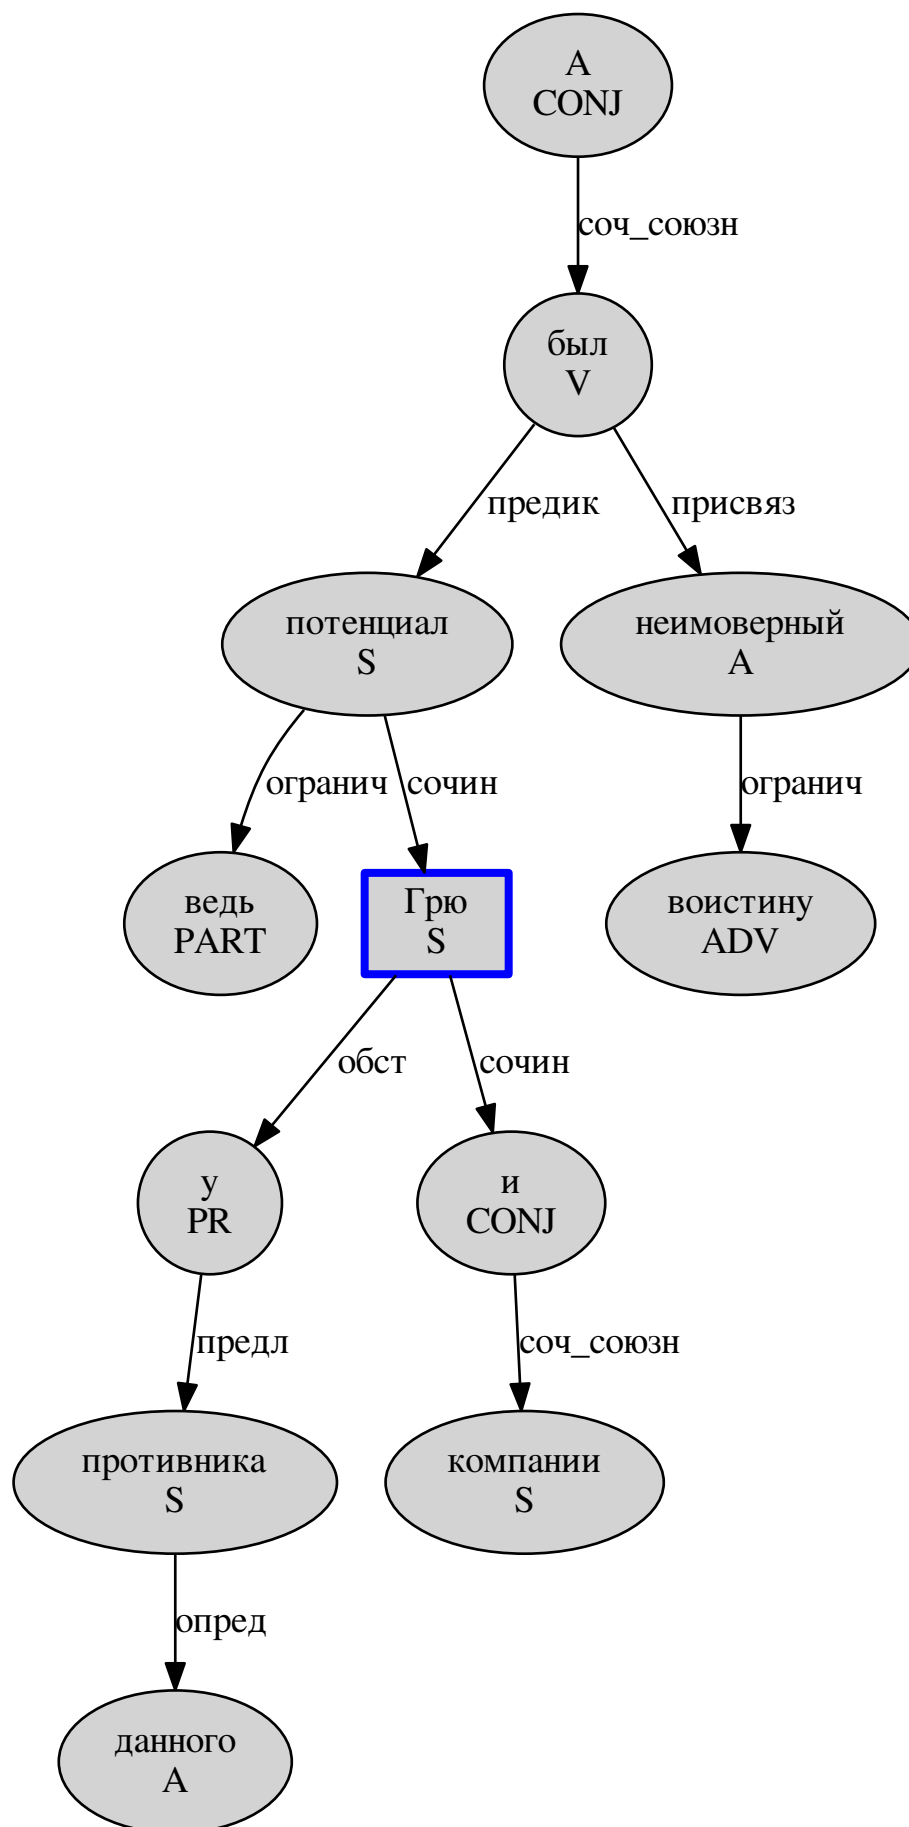 А
CONJ
соч_союзн
был
V
предик
присвяз
потенциал
S
неимоверный
A
огранич
сочин
огранич
ведь
PART
Грю
S
воистину
ADV
обст
сочин
у
PR
и
CONJ
предл
соч_союзн
противника
S
компании
S
опред
данного
A